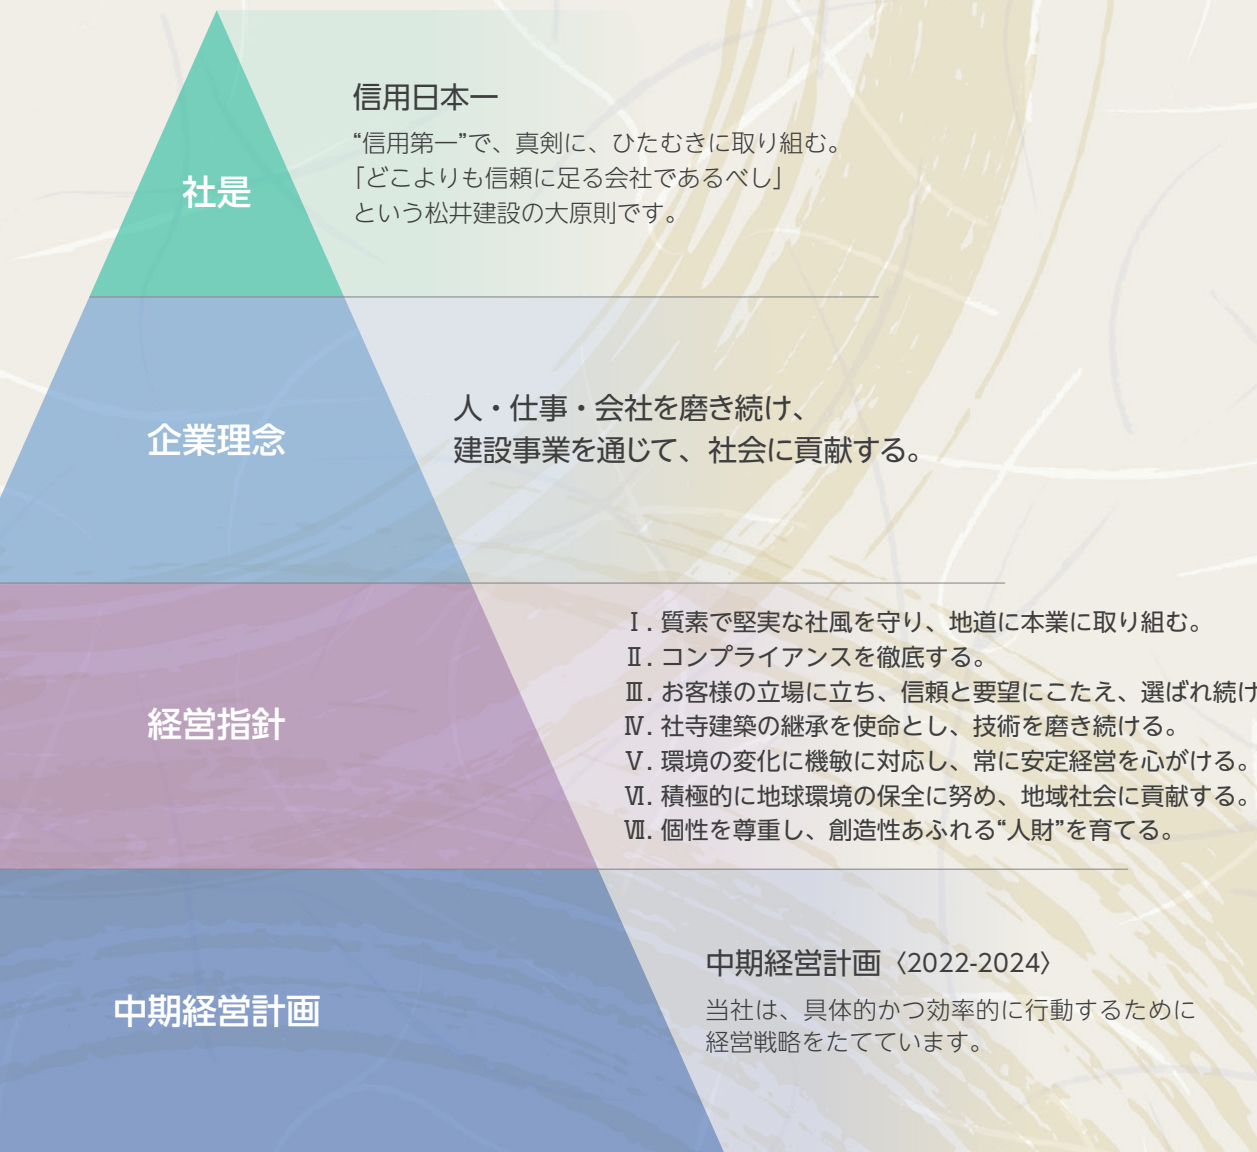 社是
信用日本一
“信用第一”で、真剣に、ひたむきに取り組む。
「どこよりも信頼に足る会社であるべし」
という松井建設の大原則です。
企業理念
人・仕事・会社を磨き続け、
建設事業を通じて、社会に貢献する。
経営指針
Ⅰ. 質素で堅実な社風を守り、地道に本業に取り組む。
Ⅱ. コンプライアンスを徹底する。
Ⅲ. お客様の立場に立ち、信頼と要望にこたえ、選ばれ続け
Ⅳ. 社寺建築の継承を使命とし、技術を磨き続ける。
Ⅴ. 環境の変化に機敏に対応し、常に安定経営を心がける。
Ⅵ. 積極的に地球環境の保全に努め、地域社会に貢献する。
Ⅶ. 個性を尊重し、創造性あふれる“人財”を育てる。
中期経営計画
中期経営計画〈2022-2024〉
当社は、具体的かつ効率的に行動するために
経営戦略をたてています。